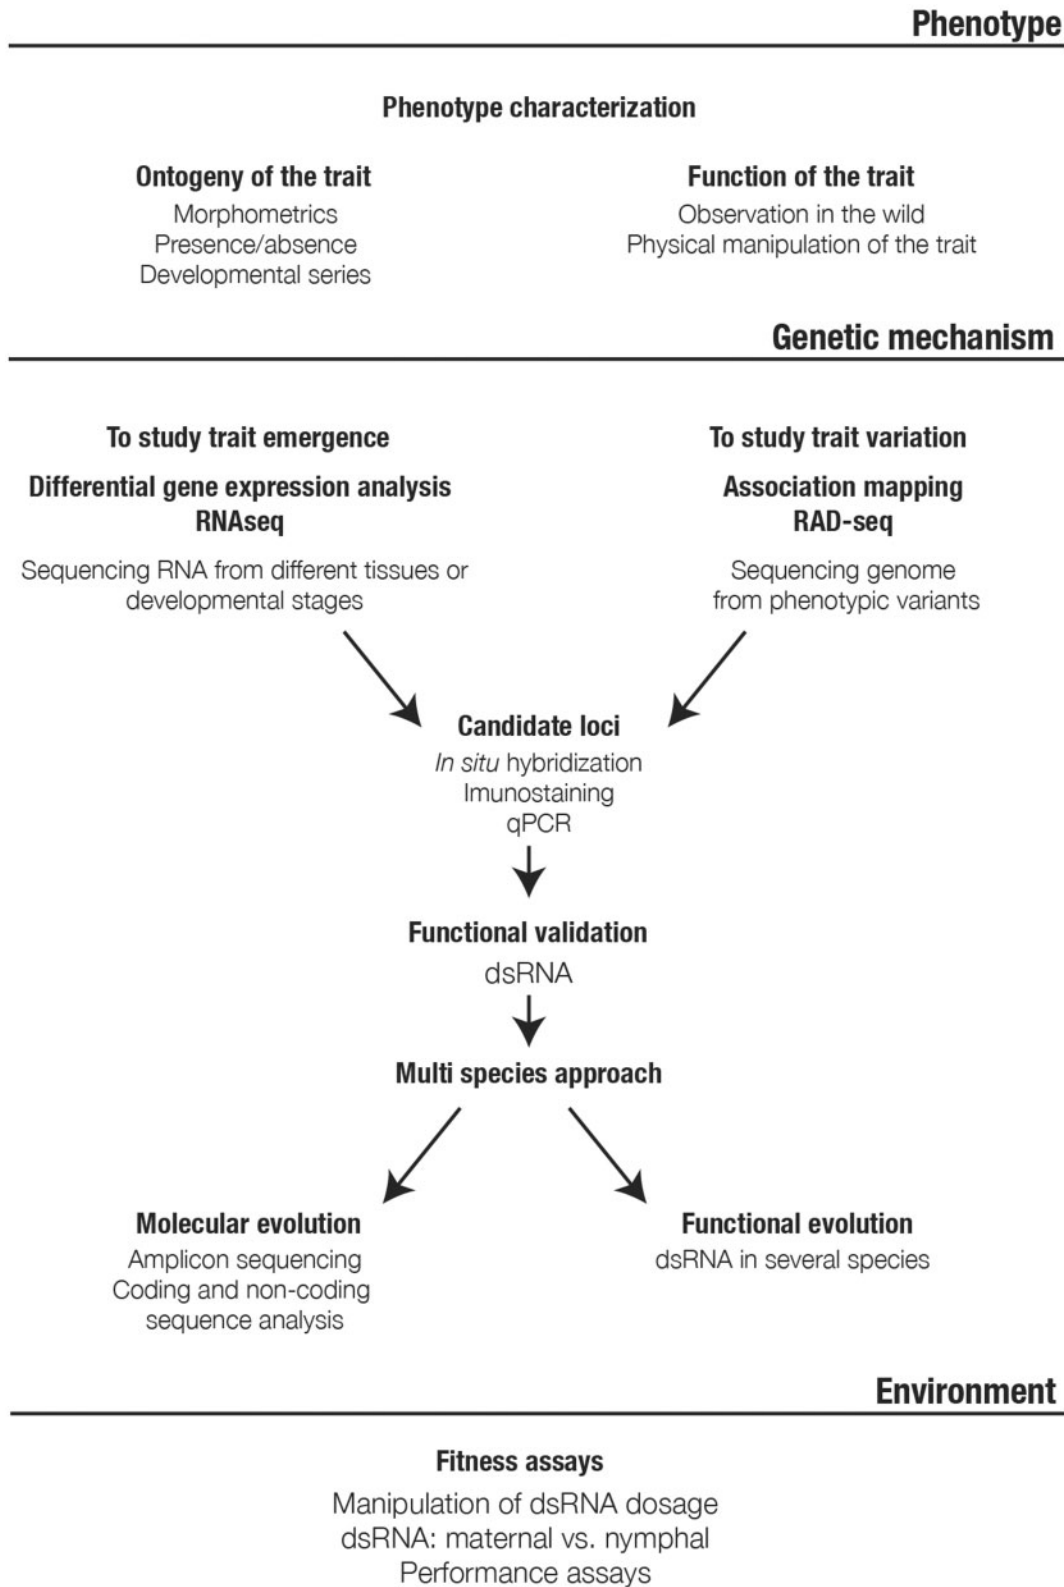 Phenotype
Phenotype characterization
Ontogeny of the trait
Morphometrics
Presence/absence
Developmental series
Function of the trait
Observation in the wild
Physical manipulation of the trait
Genetic mechanism
To study trait emergence
Differential gene expression analysis
RNAseq
Sequencing RNA from different tissues or
developmental stages
To study trait variation
Association mapping
RAD-seq
Sequencing genome
from phenotypic variants
Candidate loci
In situ hybridization
Imunostaining
qPCR
Functional validation
dsRNA
Multi species approach
Molecular evolution
Amplicon sequencing
Coding and non-coding
sequence analysis
Functional evolution
dsRNA in several species
Environment
Fitness assays
Manipulation of dsRNA dosage
dsRNA: maternal vs. nymphal
Performance assays